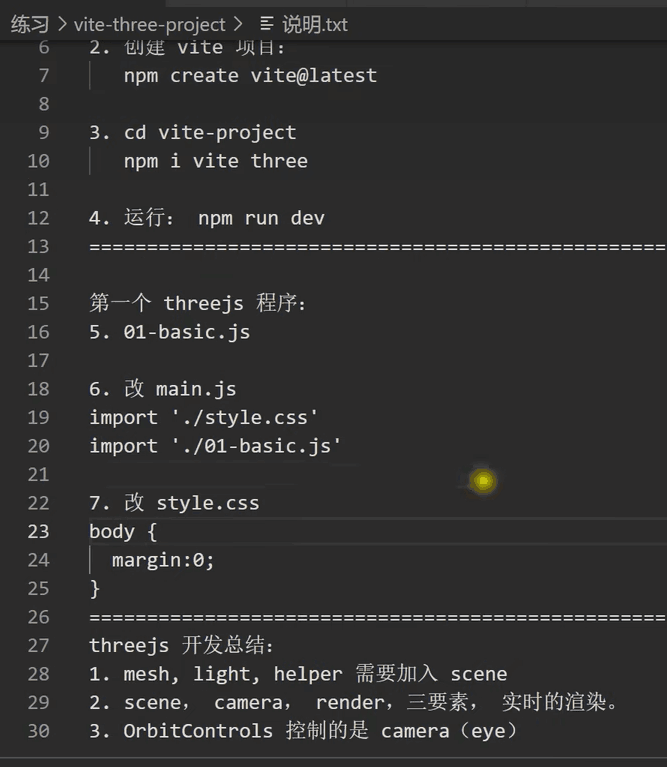 练习 > vite-three-project > 说明.txt
6 2. 创建 vite 项目：
7 npm create vite@latest
8
9 3. cd vite-project
10 npm i vite three
11
12 4. 运行： npm run dev
13 ==================================================
14
15 第一个 threejs 程序：
16 5. 01-basic.js
17
18 6. 改 main.js
19 import './style.css'
20 import './01-basic.js'
21
22 7. 改 style.css
23 body {
24 margin:0;
25 }
26 ==================================================
27 threejs 开发总结：
28 1. mesh, light, helper 需要加入 scene
29 2. scene， camera， render，三要素， 实时的渲染。
30 3. OrbitControls 控制的是 camera（eye）